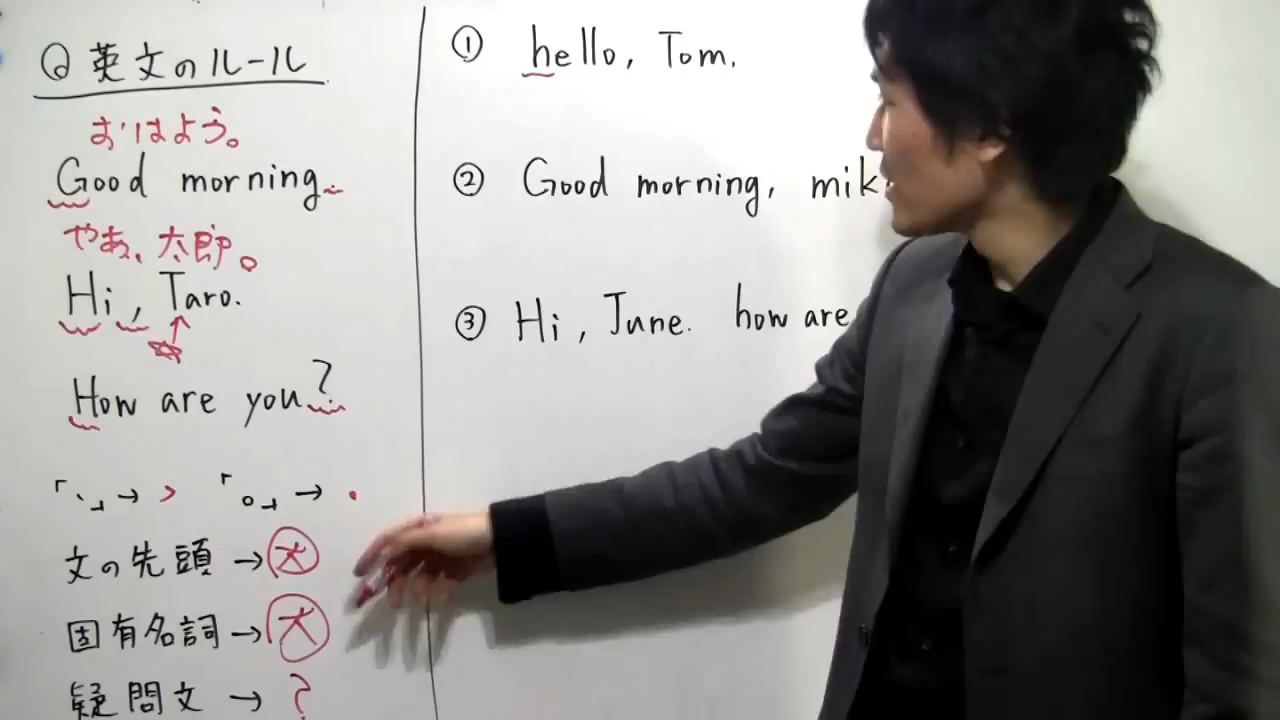 ◎英文のルール
おはよう。
Good morning.
やあ、太郎。
Hi, Taro.
How are you?
「、」→ , 「。」→ .
文の先頭→大
固有名詞→大
疑問文→?
① hello, Tom.
② Good morning, mik
③ Hi, June. how are